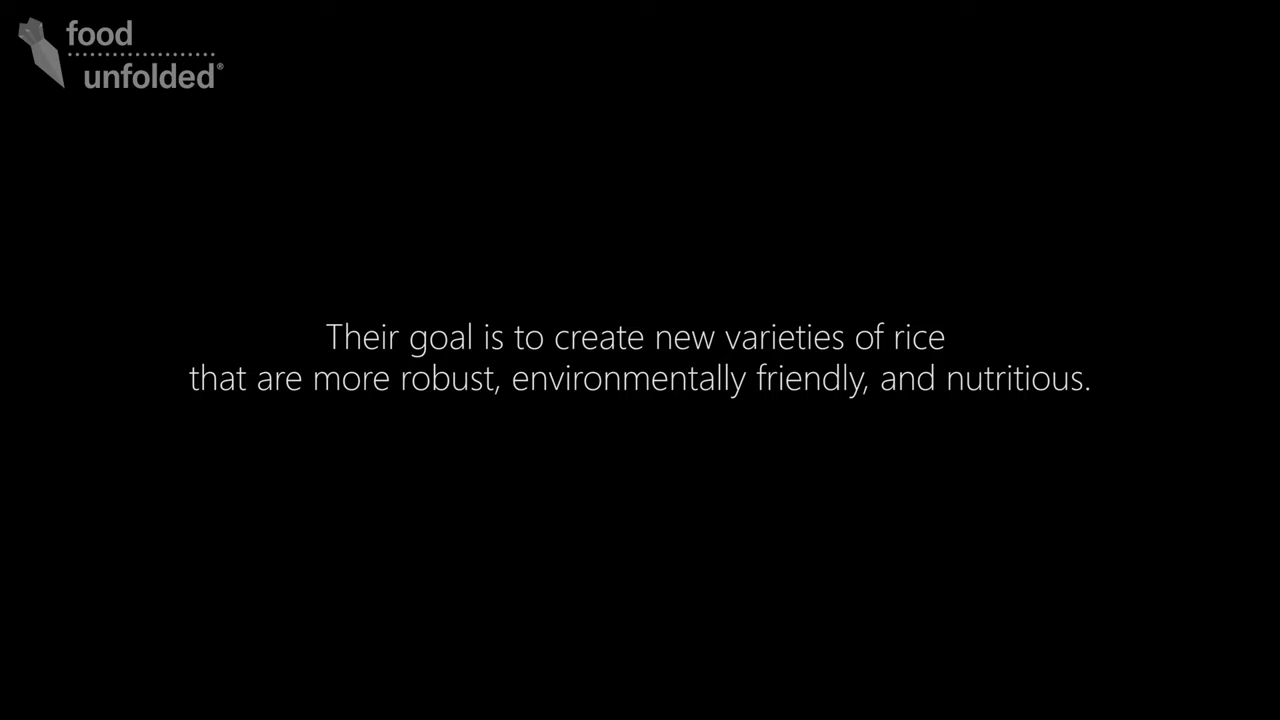 food
unfolded®
Their goal is to create new varieties of rice
that are more robust, environmentally friendly, and nutritious.